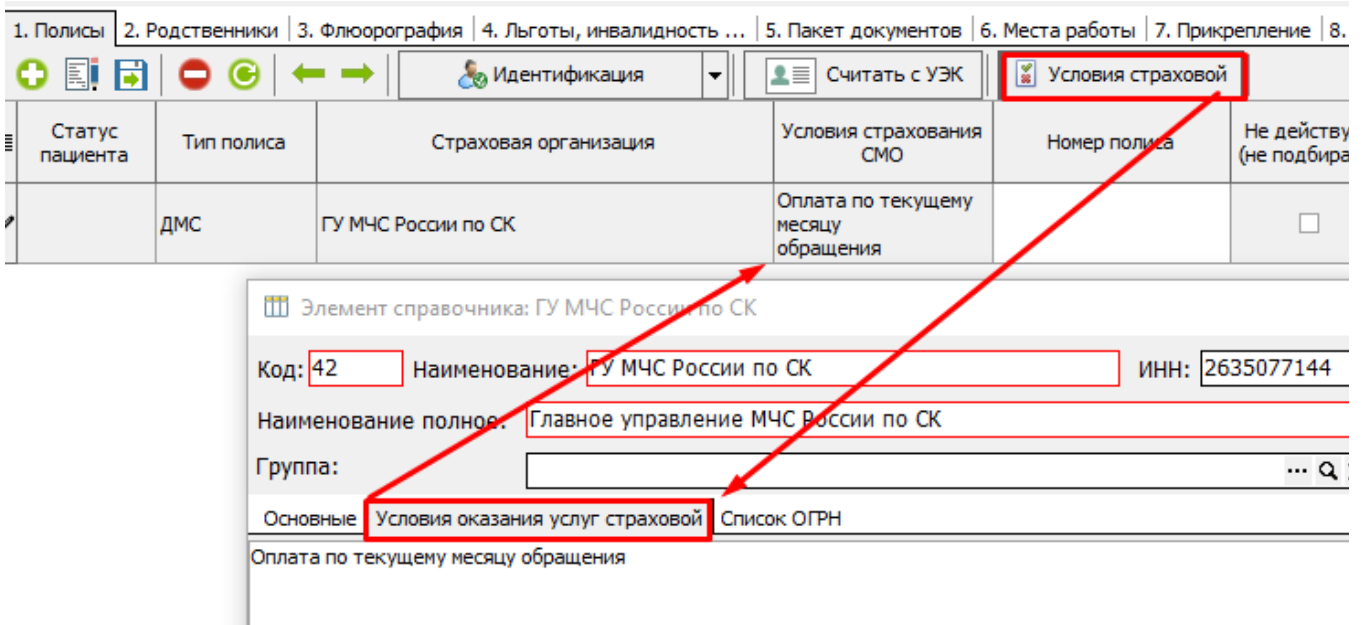 1. Полисы 2. Родственники 3. Флюорография 4. Льготы, инвалидность ... 5. Пакет документов 6. Места работы 7. Прикрепление 8.
Идентификация Считать с УЭК Условия страховой
Статус пациента Тип полиса Страховая организация Условия страхования СМО Номер полиса Не действу (не подбира
ДМС ГУ МЧС России по СК Оплата по текущему месяцу обращения
Элемент справочника: ГУ МЧС России по СК
Код: 42 Наименование: ГУ МЧС России по СК ИНН: 2635077144
Наименование полное: Главное управление МЧС России по СК
Группа: ...
Основные Условия оказания услуг страховой Список ОГРН
Оплата по текущему месяцу обращения